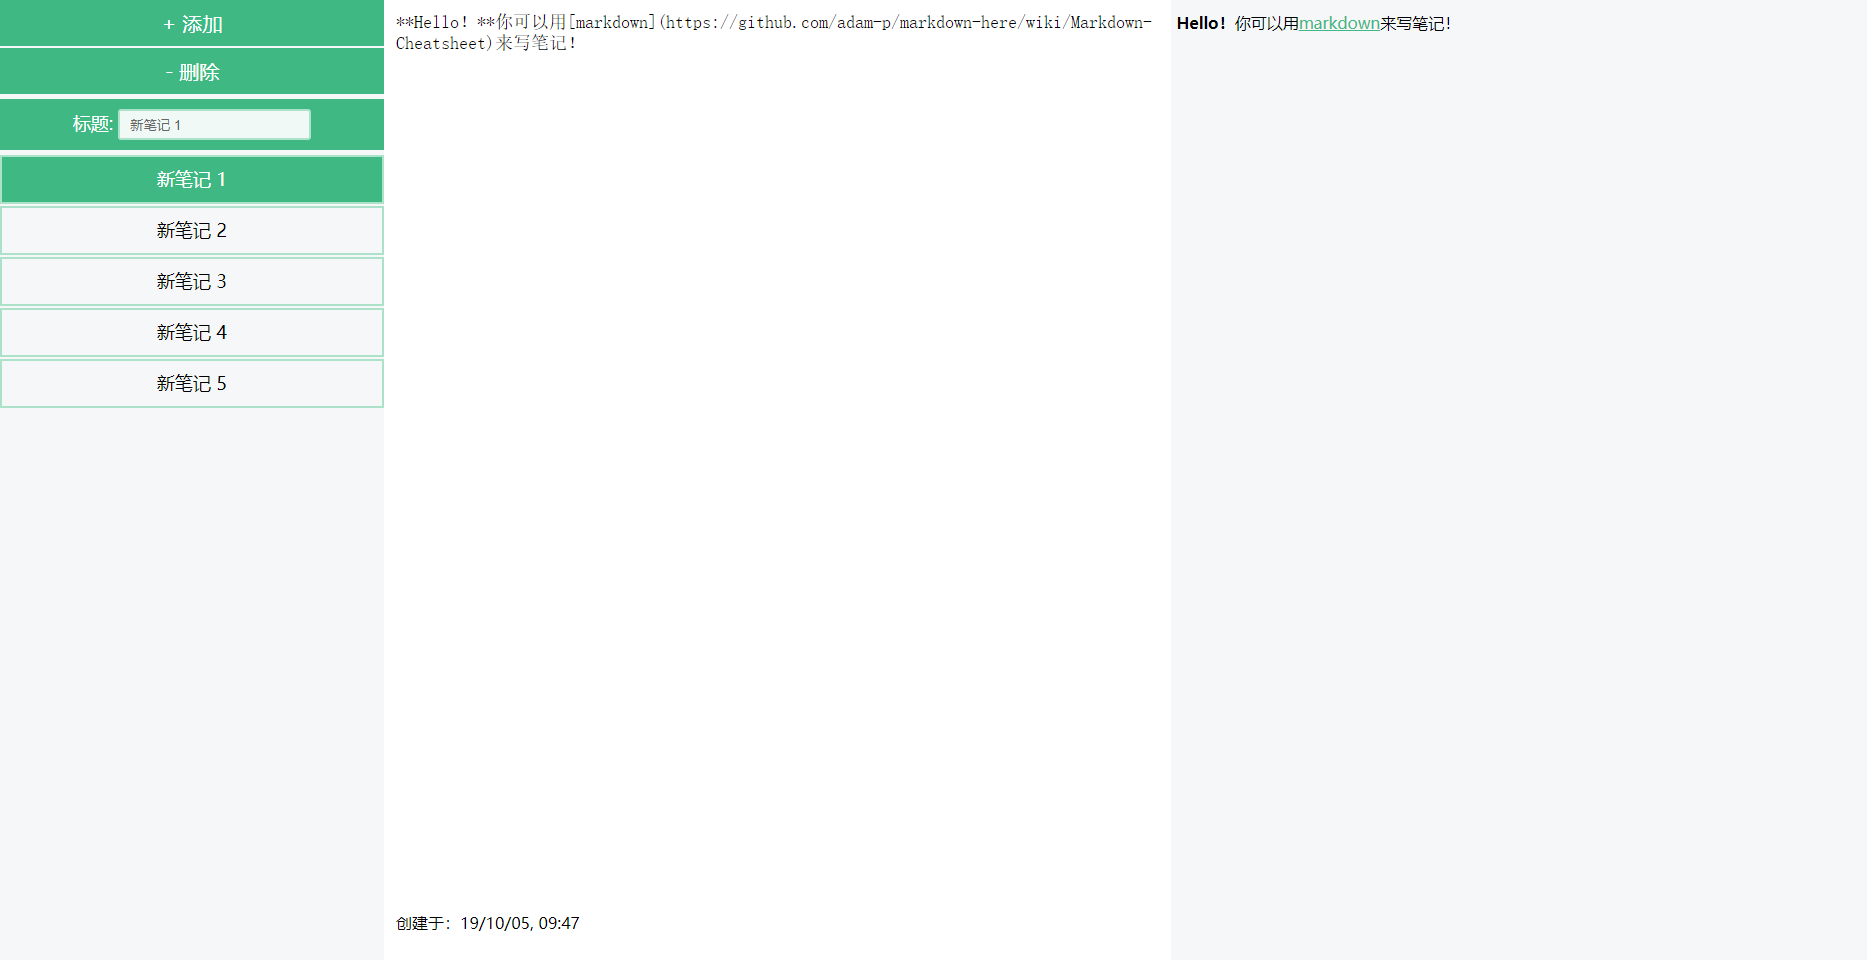 + 添加
- 删除
标题: 新笔记 1
新笔记 1
新笔记 2
新笔记 3
新笔记 4
新笔记 5
**Hello！**你可以用[markdown](https://github.com/adam-p/markdown-here/wiki/Markdown-
Cheatsheet)来写笔记！
创建于：19/10/05, 09:47
Hello！你可以用markdown来写笔记！